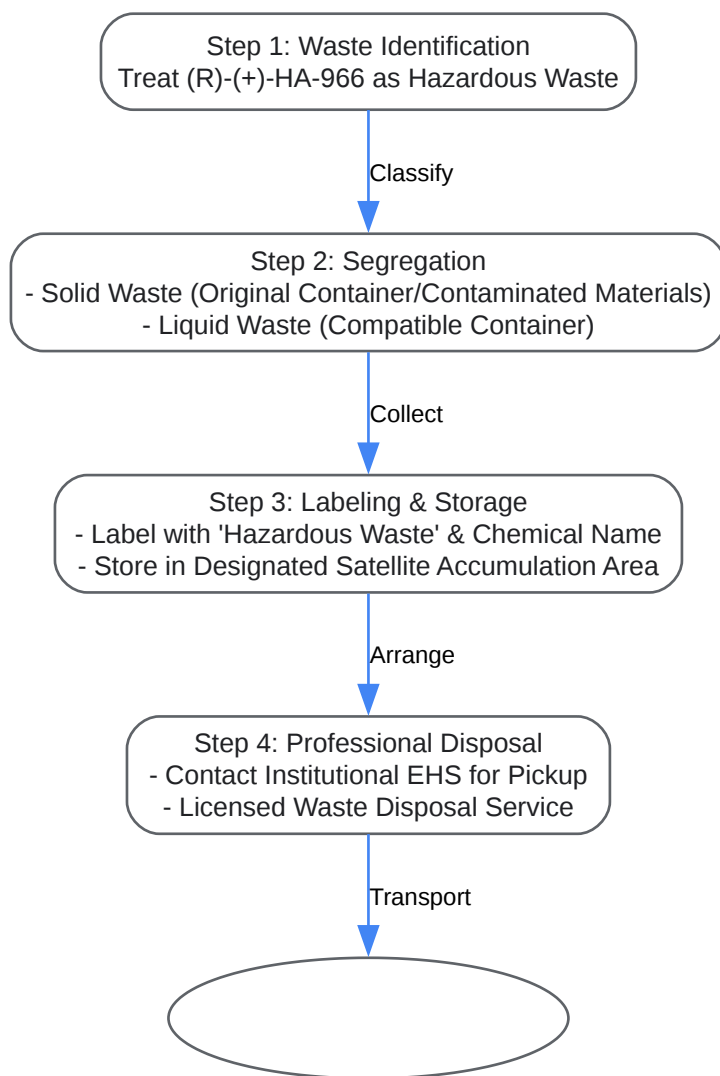 Step 1: Waste Identification
Treat (R)-(+)-HA-966 as Hazardous Waste
Classify
Step 2: Segregation
- Solid Waste (Original Container/Contaminated Materials)
- Liquid Waste (Compatible Container)
Collect
Step 3: Labeling & Storage
- Label with 'Hazardous Waste' & Chemical Name
- Store in Designated Satellite Accumulation Area
Arrange
Step 4: Professional Disposal
- Contact Institutional EHS for Pickup
- Licensed Waste Disposal Service
Transport